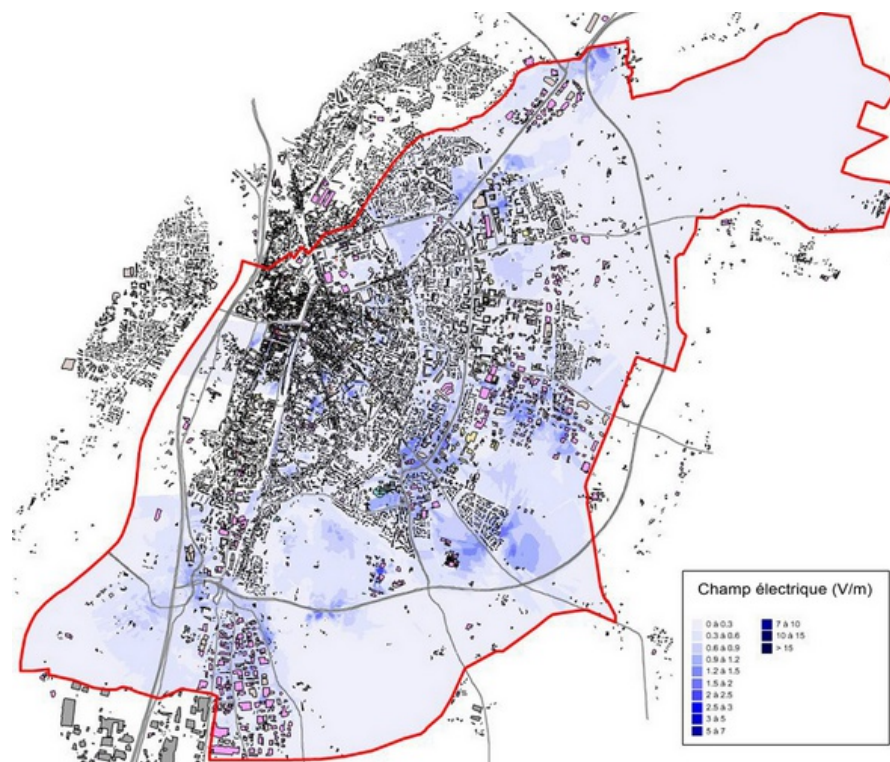 Champ électrique (V/m)
0 à 0.3
0.3 à 0.6
0.6 à 0.9
0.9 à 1.2
1.2 à 1.5
1.5 à 2
2 à 2.5
2.5 à 3
3 à 5
5 à 7
7 à 10
10 à 15
> 15